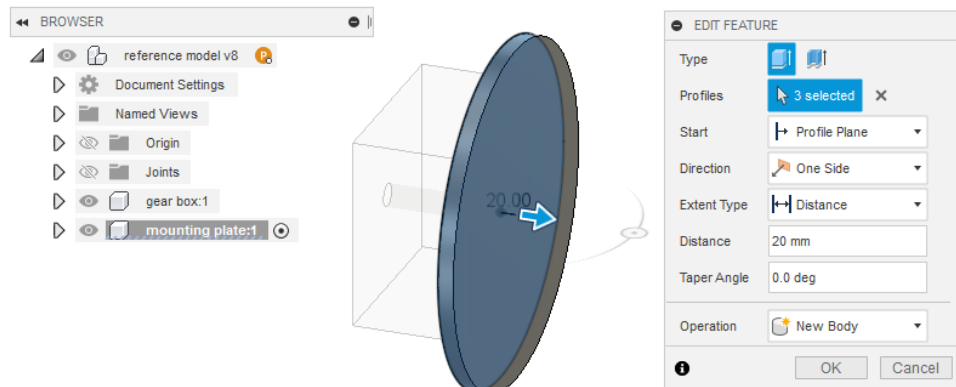 BROWSER
reference model v8
P
Document Settings
Named Views
Origin
Joints
gear box:1
mounting plate:1
20.00
EDIT FEATURE
Type
Profiles 3 selected
Start Profile Plane
Direction One Side
Extent Type Distance
Distance 20 mm
Taper Angle 0.0 deg
Operation New Body
OK Cancel